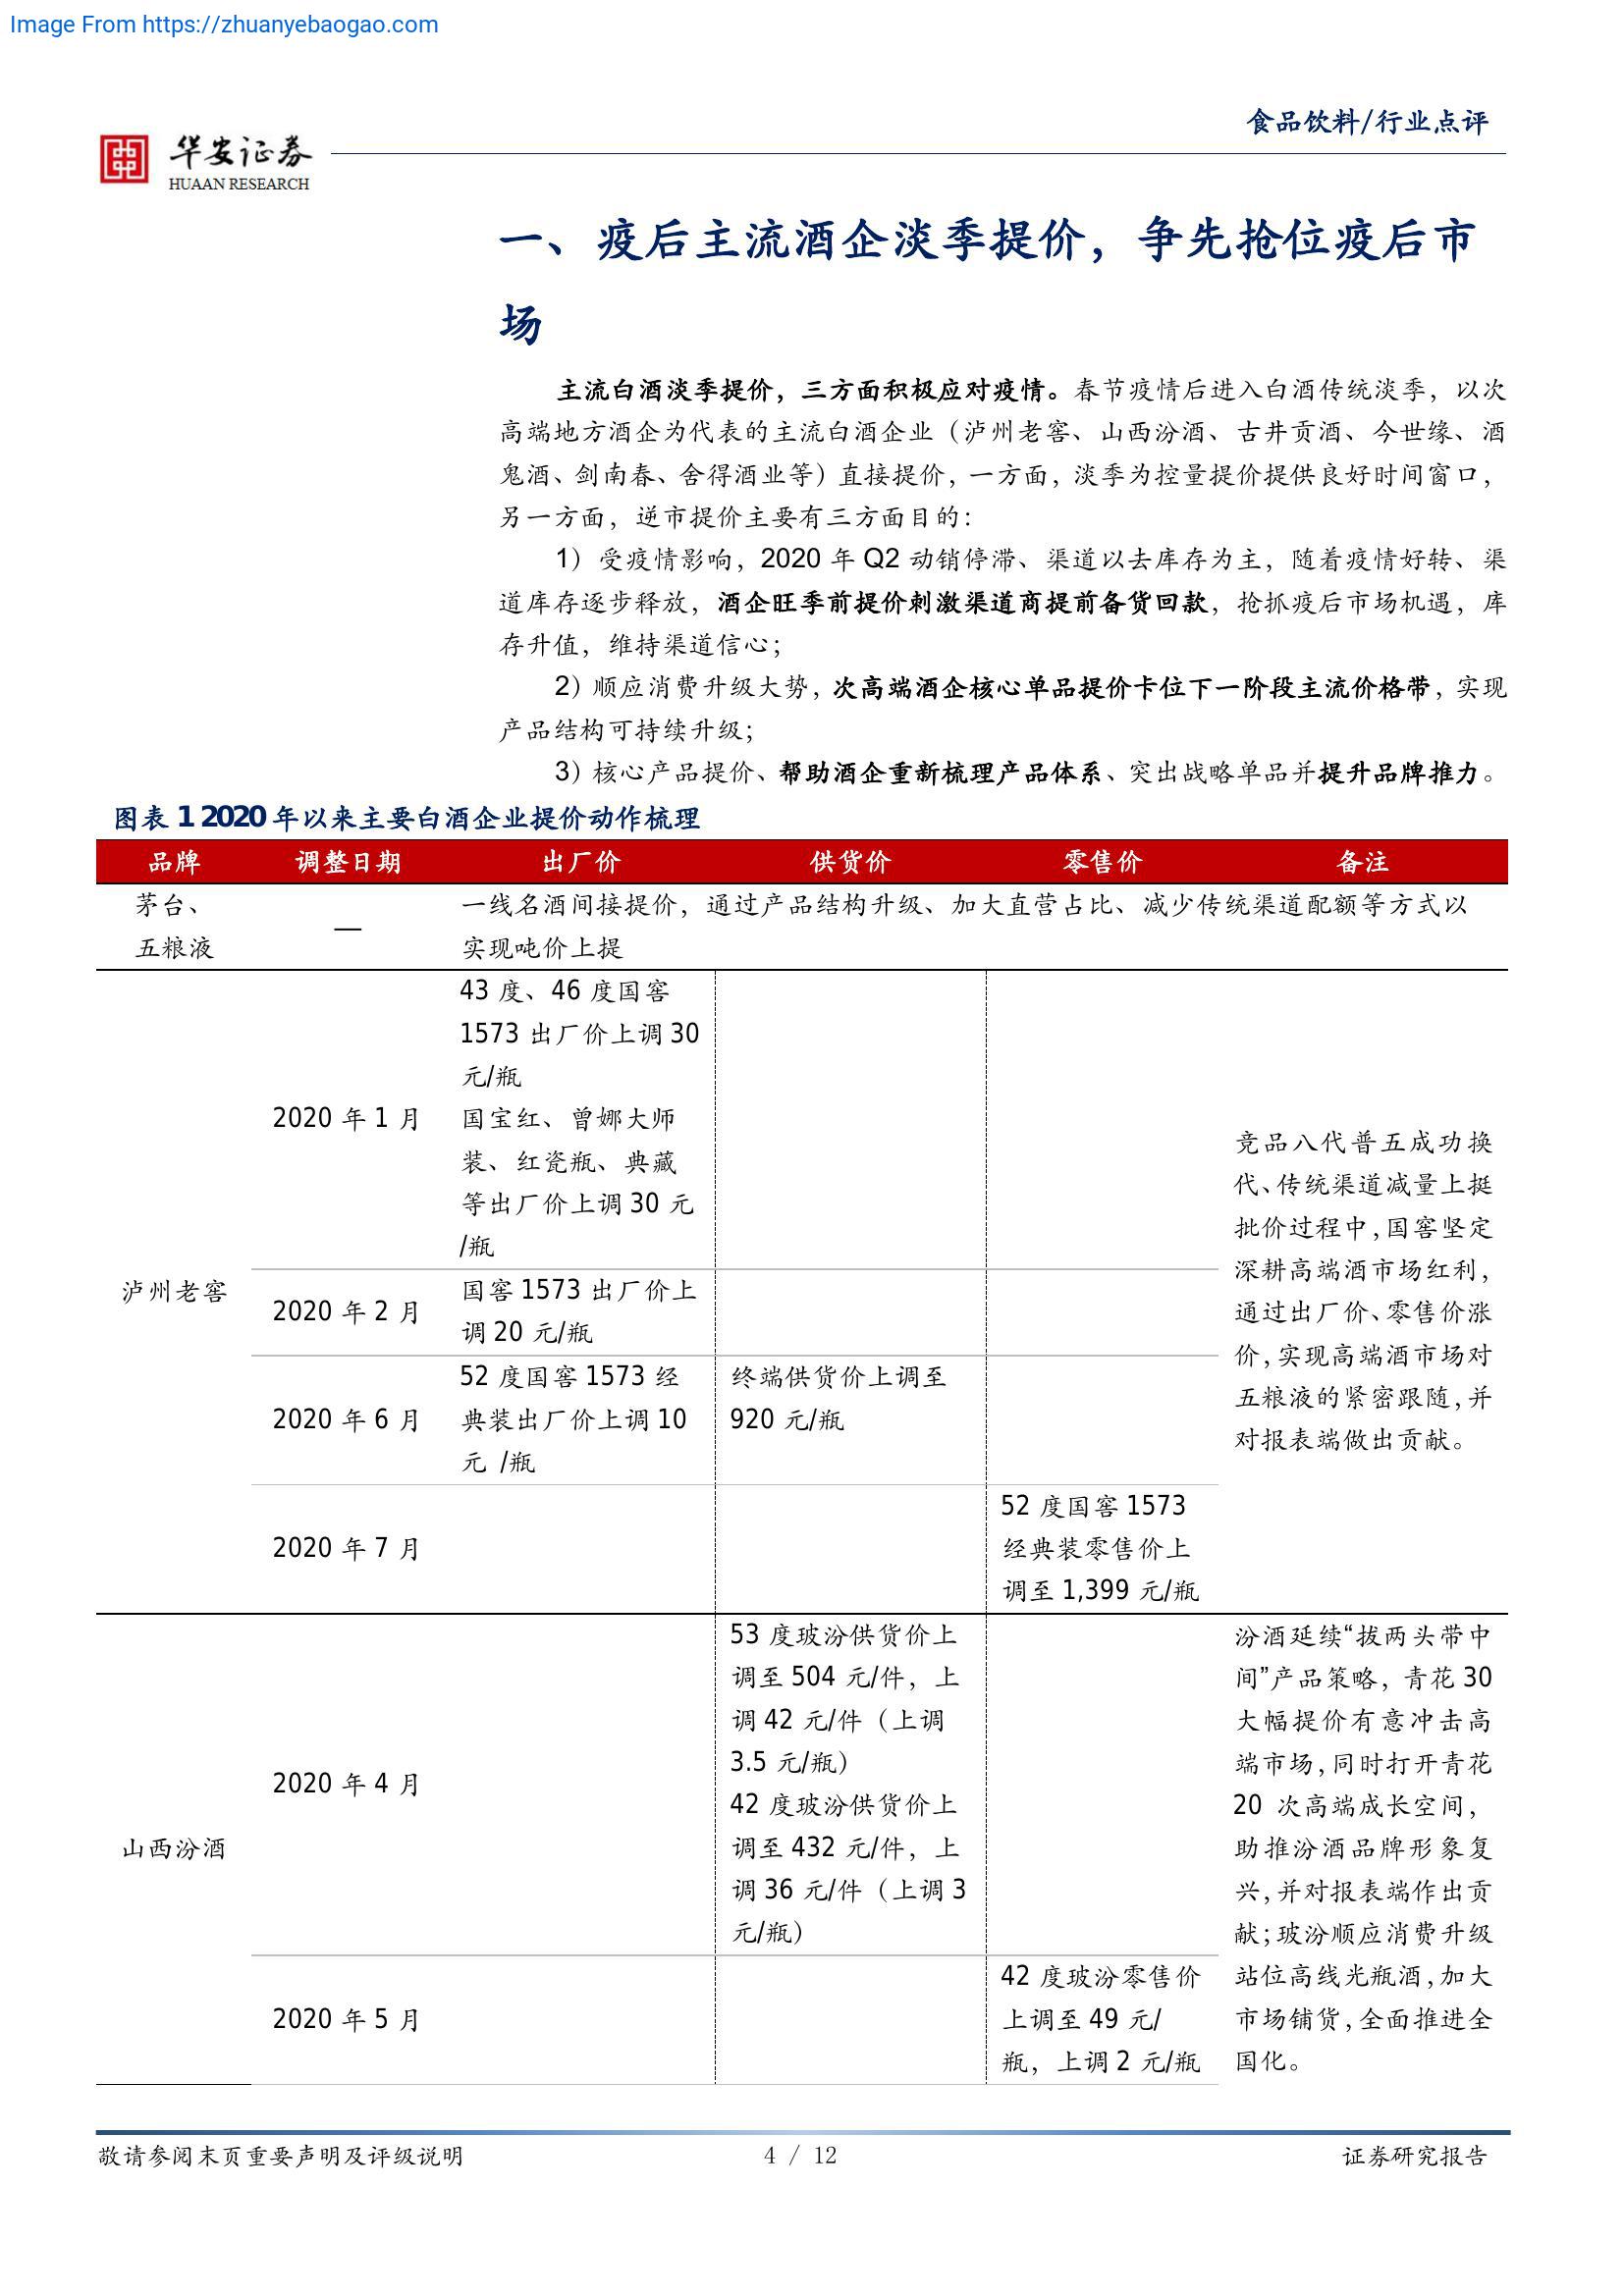 Image From https://zhuanyebaogao.com
食品饮料/行业点评
华安证券
HUAAN RESEARCH
一、疫后主流酒企淡季提价，争先抢位疫后市
场
主流白酒淡季提价，三方面积极应对疫情。春节疫情后进入白酒传统淡季，以次
高端地方酒企为代表的主流白酒企业（泸州老窖、山西汾酒、古井贡酒、今世缘、酒
鬼酒、剑南春、舍得酒业等）直接提价，一方面，淡季为控量提价提供良好时间窗口，
另一方面，逆市提价主要有三方面目的：
1）受疫情影响，2020 年 Q2 动销停滞、渠道以去库存为主，随着疫情好转、渠
道库存逐步释放，酒企旺季前提价刺激渠道商提前备货回款，抢抓疫后市场机遇，库
存升值，维持渠道信心；
2）顺应消费升级大势，次高端酒企核心单品提价卡位下一阶段主流价格带，实现
产品结构可持续升级；
3）核心产品提价、帮助酒企重新梳理产品体系、突出战略单品并提升品牌推力。
图表 1 2020 年以来主要白酒企业提价动作梳理
品牌 调整日期 出厂价 供货价 零售价 备注
茅台、
五粮液
—
一线名酒间接提价，通过产品结构升级、加大直营占比、减少传统渠道配额等方式以
实现吨价上提
泸州老窖
2020 年 1 月
43 度、46 度国窖
1573 出厂价上调 30
元/瓶
国宝红、曾娜大师
装、红瓷瓶、典藏
等出厂价上调 30 元
/瓶
2020 年 2 月
国窖 1573 出厂价上
调 20 元/瓶
2020 年 6 月
52 度国窖 1573 经
典装出厂价上调 10
元 /瓶
终端供货价上调至
920 元/瓶
2020 年 7 月
52 度国窖 1573
经典装零售价上
调至 1,399 元/瓶
竞品八代普五成功换
代、传统渠道减量上挺
批价过程中，国窖坚定
深耕高端酒市场红利，
通过出厂价、零售价涨
价，实现高端酒市场对
五粮液的紧密跟随，并
对报表端做出贡献。
山西汾酒
2020 年 4 月
53 度玻汾供货价上
调至 504 元/件，上
调 42 元/件（上调
3.5 元/瓶）
42 度玻汾供货价上
调至 432 元/件，上
调 36 元/件（上调 3
元/瓶）
2020 年 5 月
42 度玻汾零售价
上调至 49 元/
瓶，上调 2 元/瓶
汾酒延续“拔两头带中
间”产品策略，青花 30
大幅提价有意冲击高
端市场，同时打开青花
20 次高端成长空间，
助推汾酒品牌形象复
兴，并对报表端作出贡
献；玻汾顺应消费升级
站位高线光瓶酒，加大
市场铺货，全面推进全
国化。
敬请参阅末页重要声明及评级说明
4 / 12
证券研究报告